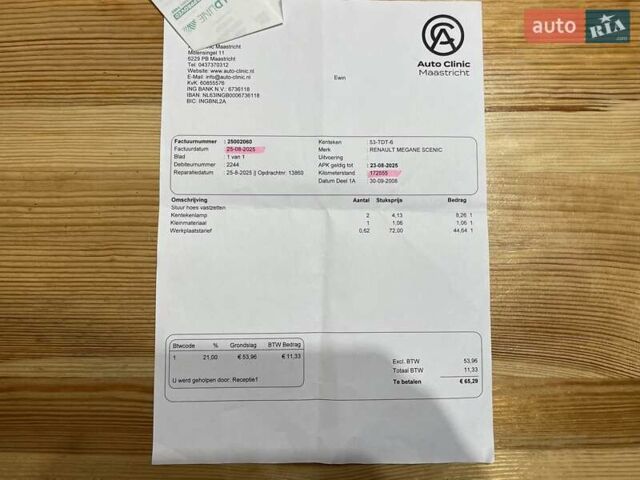 auto RIA
.com
Auto Clinic
Maastricht
Maastricht
Millensingel 11
6229 PB Maastricht
Tel: 0437370312
Website: www.auto-clinic.nl
E-Mail: info@auto-clinic.nl
KvK: 60855576
ING BANK N.V.: 6736118
IBAN: NL63INGB0006736118
BIC: INGBNL2A
Ewin
Factuurnummer : 25002060 Kenteken : 53-TDT-6
Factuurdatum : 25-08-2025 Merk : RENAULT MEGANE SCENIC
Blad : 1 van 1 Uitvoering :
Debiteurnummer : 2244 APK geldig tot : 23-08-2025
Reparatiedatum : 25-8-2025 || Opdrachtnr: 13860 Kilometerstand : 172555
Datum Deel 1A : 30-09-2008
Omschrijving Aantal Stuksprijs Bedrag
Stuur hoes vastzetten
Kentekenlamp 2 4,13 8,26 1
Kleinmateriaal 1 1,06 1,06 1
Werkplaatstarief 0,62 72,00 44,64 1
Btwcode % Grondslag BTW Bedrag
1 21,00 € 53,96 € 11,33
U werd geholpen door: Receptie1
Excl. BTW 53,96
Totaal BTW 11,33
Te betalen € 65,29